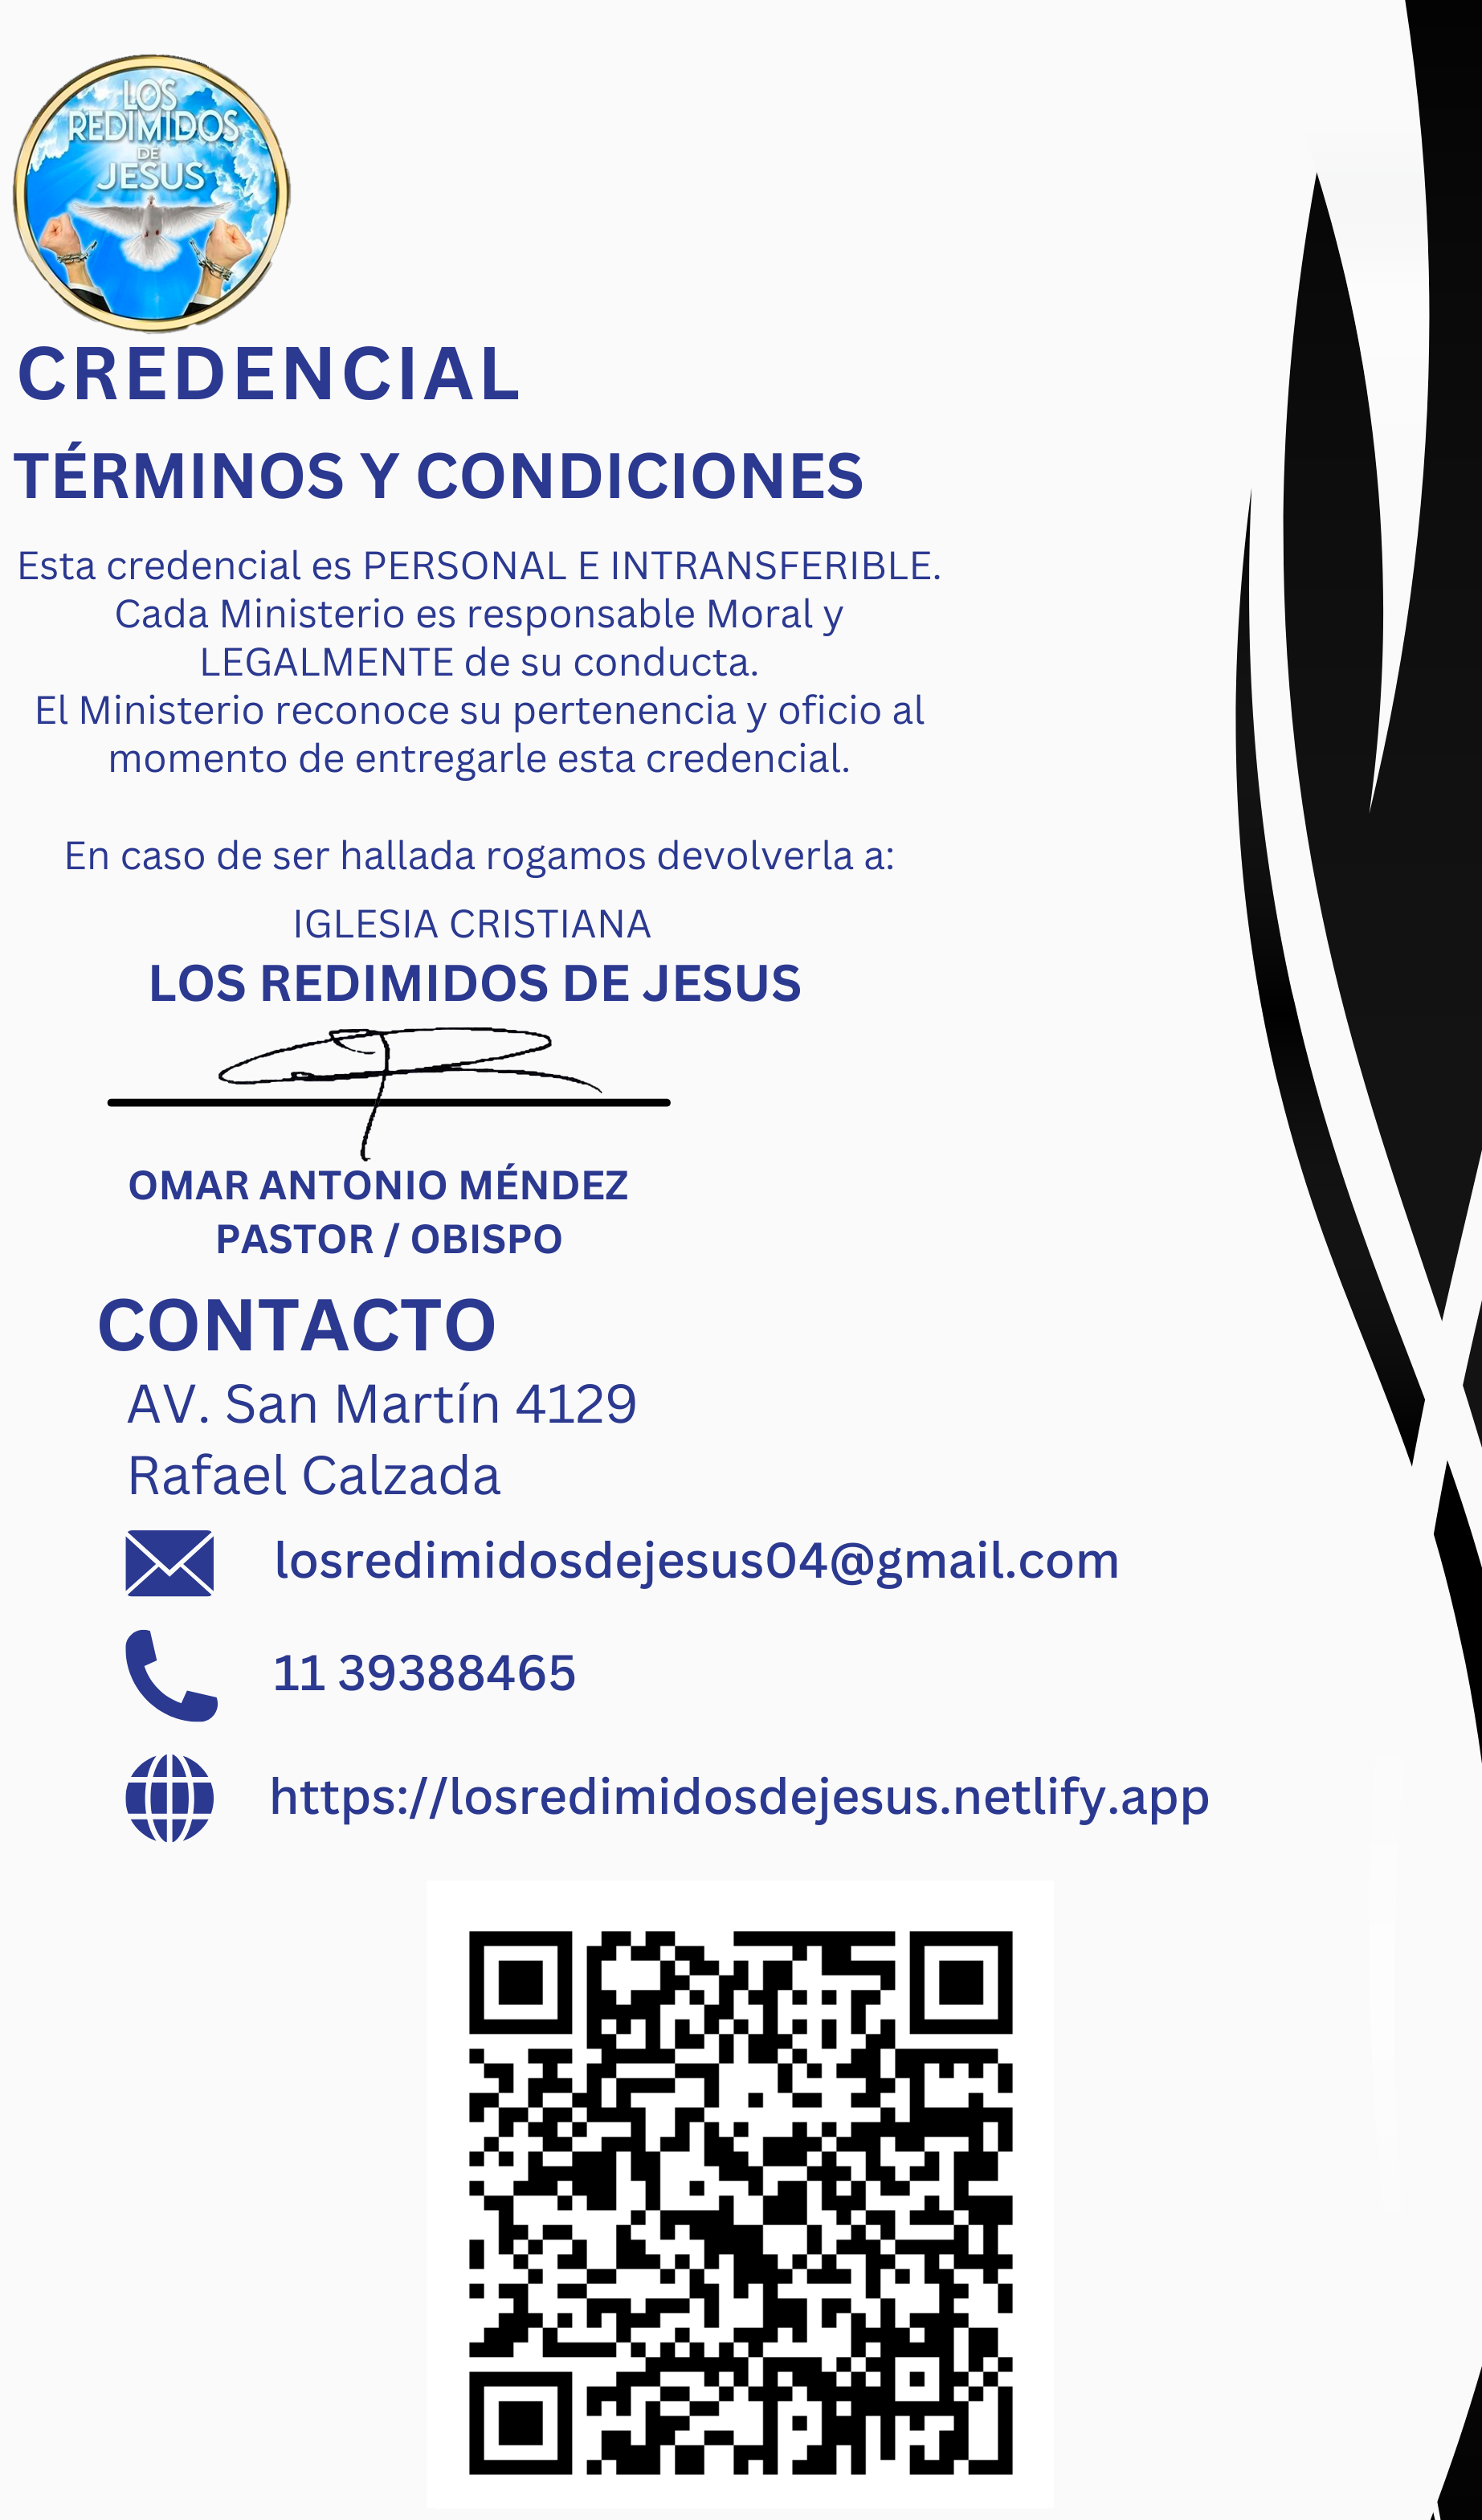 LOS
REDIMIDOS
DE
JESUS
CREDENCIAL
TÉRMINOS Y CONDICIONES
Esta credencial es PERSONAL E INTRANSFERIBLE.
Cada Ministerio es responsable Moral y
LEGALMENTE de su conducta.
El Ministerio reconoce su pertenencia y oficio al
momento de entregarle esta credencial.
En caso de ser hallada rogamos devolverla a:
IGLESIA CRISTIANA
LOS REDIMIDOS DE JESUS
OMAR ANTONIO MÉNDEZ
PASTOR / OBISPO
CONTACTO
AV. San Martín 4129
Rafael Calzada
losredimidosdejesus04@gmail.com
11 39388465
https://losredimidosdejesus.netlify.app